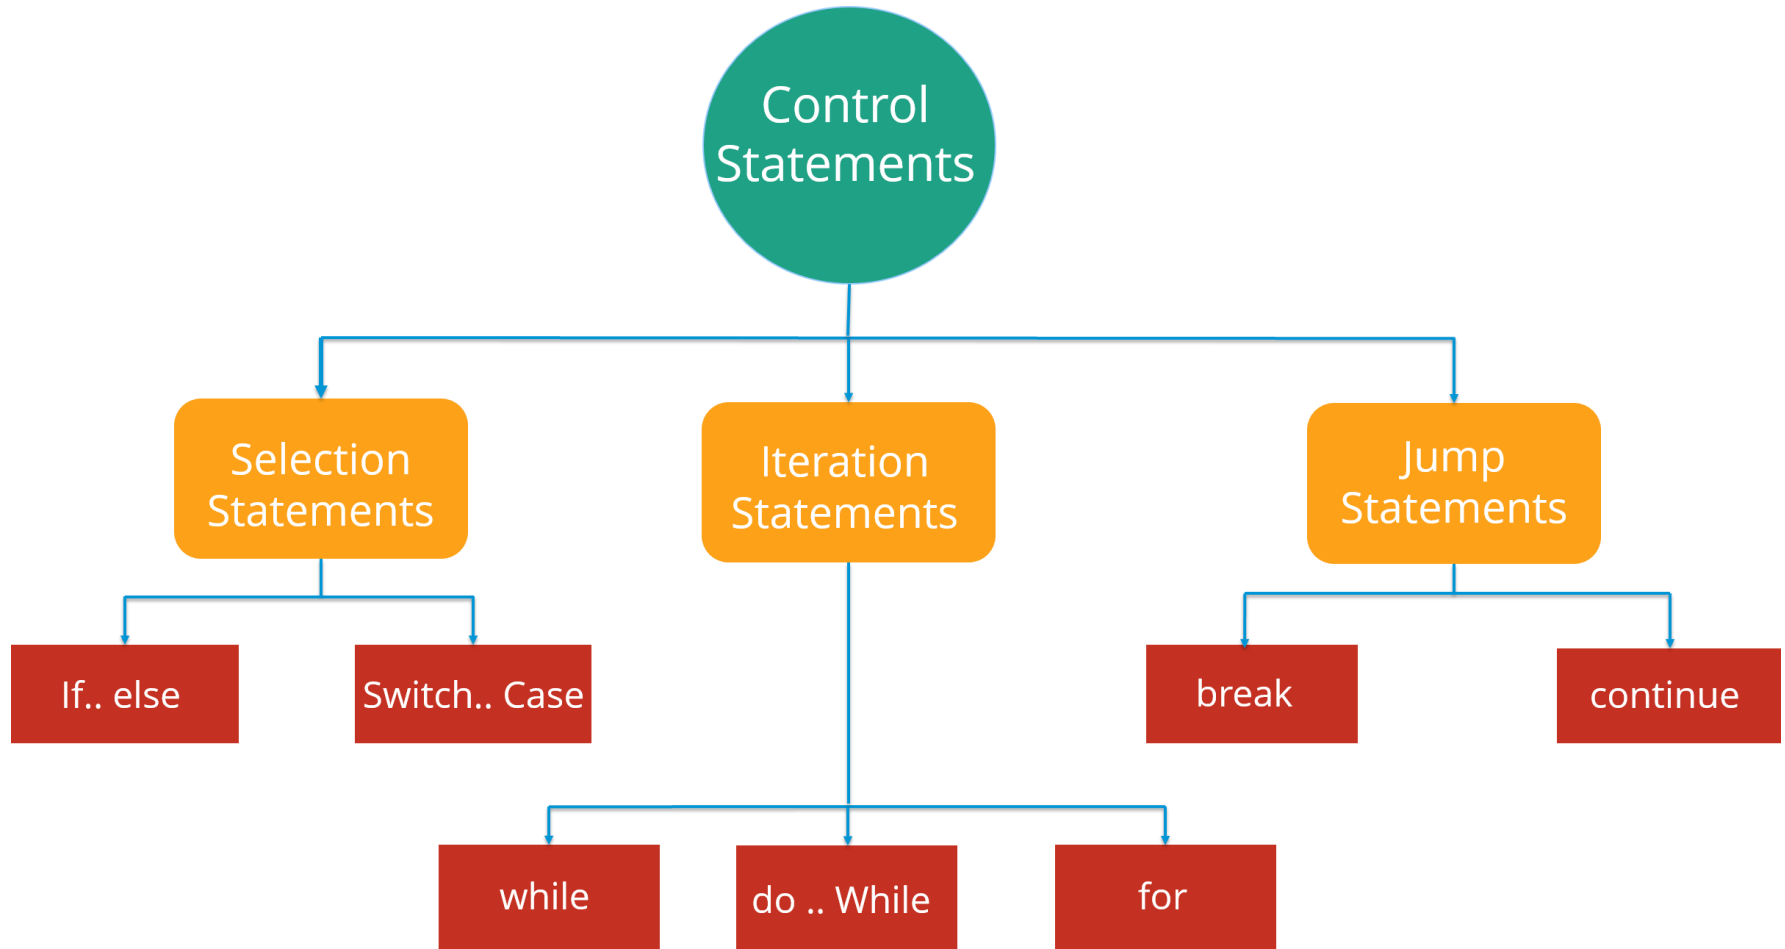 Control
Statements
Selection
Statements
Iteration
Statements
Jump
Statements
If.. else
Switch.. Case
break
continue
while
do .. While
for